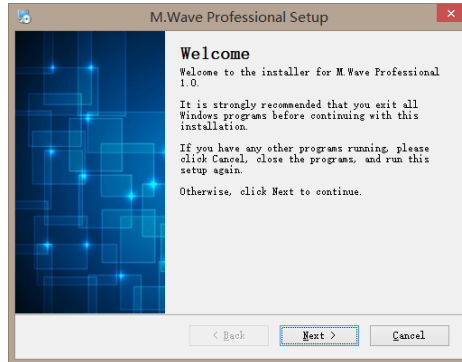 M.Wave Professional Setup
Welcome
Welcome to the installer for M.Wave Professional
1.0.
It is strongly recommended that you exit all
Windows programs before continuing with this
installation.
If you have any other programs running, please
click Cancel, close the programs, and run this
setup again.
Otherwise, click Next to continue.
< Back
Next >
Cancel